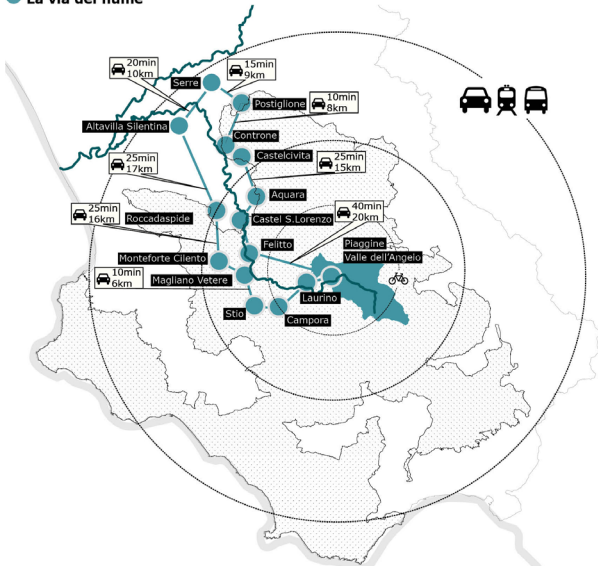 La via del fiume
20min
10km
15min
9km
Serre
10min
8km
Postiglione
Altavilla Silentina
Controne
Castelcivita
25min
17km
25min
15km
Aquara
25min
16km
Roccadaspide
Castel S.Lorenzo
40min
20km
Felitto
Piaggine
Monteforte Cilento
Valle dell'Angelo
10min
6km
Magliano Vetere
Laurino
Stio
Campora